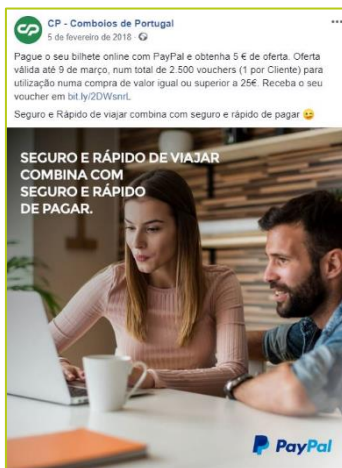 CP - Comboios de Portugal
5 de fevereiro de 2018 ·
Pague o seu bilhete online com PayPal e obtenha 5 € de oferta. Oferta
válida até 9 de março, num total de 2.500 vouchers (1 por Cliente) para
utilização numa compra de valor igual ou superior a 25€. Receba o seu
voucher em bit.ly/2DWsnrL
Seguro e Rápido de viajar combina com seguro e rápido de pagar 😉
SEGURO E RÁPIDO DE VIAJAR
COMBINA COM
SEGURO E RÁPIDO
DE PAGAR.
PayPal